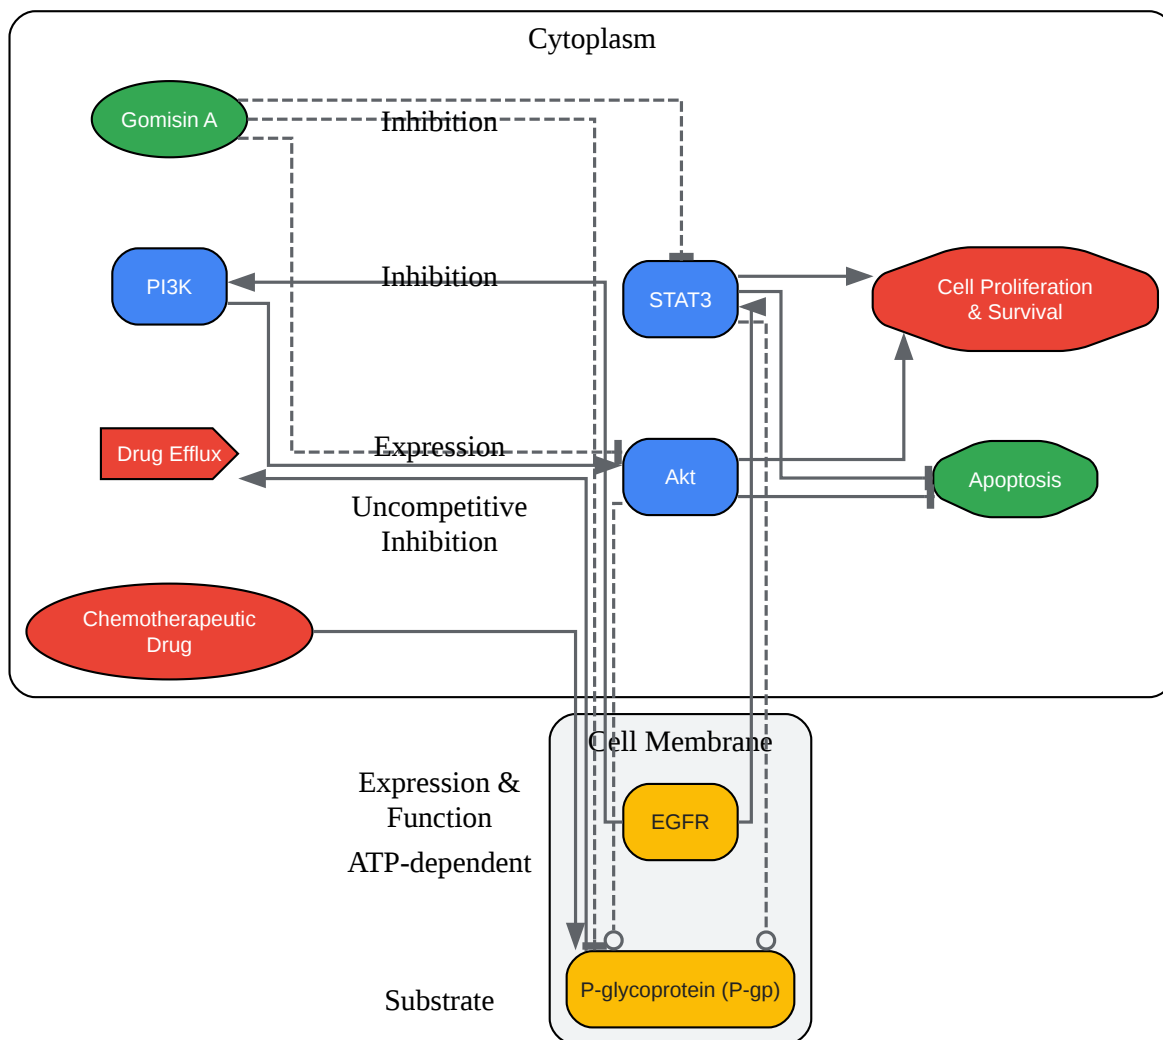 Cytoplasm
Gomisin A
Inhibition
PI3K
Inhibition
STAT3
Cell Proliferation
& Survival
Drug Efflux
Expression
Akt
Apoptosis
Uncompetitive
Inhibition
Chemotherapeutic
Drug
Cell Membrane
Expression &
Function
EGFR
ATP-dependent
P-glycoprotein (P-gp)
Substrate